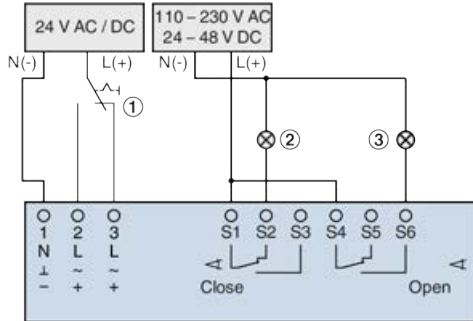 24 V AC / DC
110 – 230 V AC
24 – 48 V DC
N(-) L(+) N(-) L(+)
①
② ③
1 2 3 S1 S2 S3 S4 S5 S6
N L L
⊥ ~ ~
– + +
Close Open